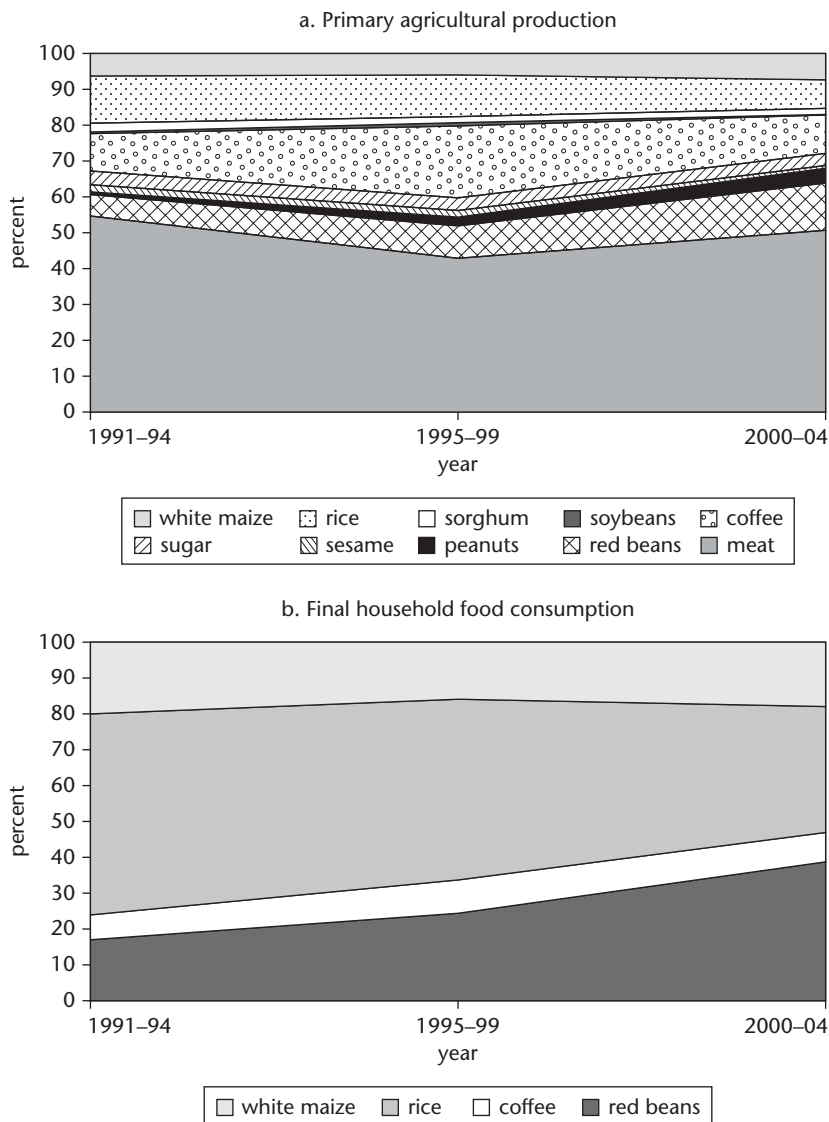 a. Primary agricultural production
100
90
80
70
60
50
40
30
20
10
0
percent
1991–94 1995–99 2000–04
year
white maize rice sorghum soybeans coffee
sugar sesame peanuts red beans meat
b. Final household food consumption
100
90
80
70
60
50
40
30
20
10
0
percent
1991–94 1995–99 2000–04
year
white maize rice coffee red beans